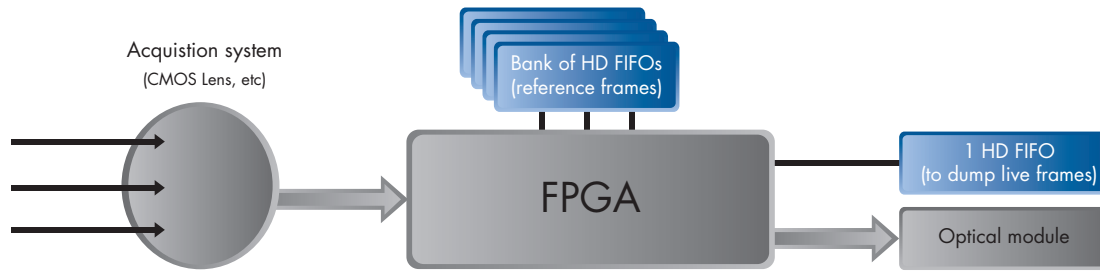 Acquistion system
(CMOS Lens, etc)
Bank of HD FIFOs
(reference frames)
FPGA
1 HD FIFO
(to dump live frames)
Optical module